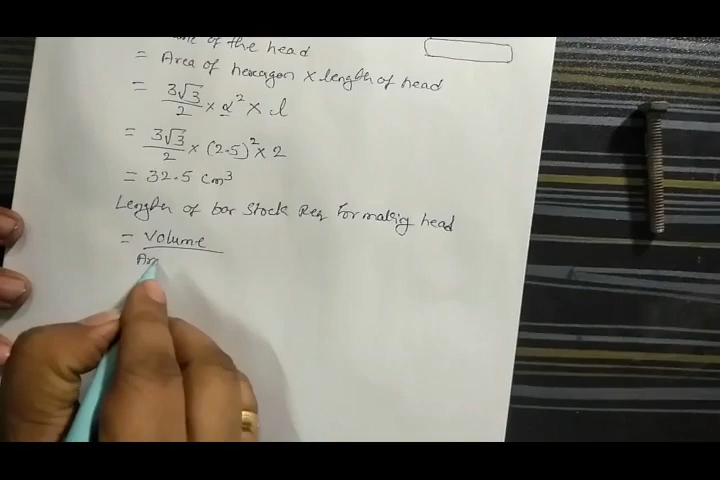 of the head
= Area of hexagon × length of head
= 3√3/2 × a² × l
= 3√3/2 × (2.5)² × 2
= 32.5 cm³
Length of bar stock Req for making head
= Volume
Ar